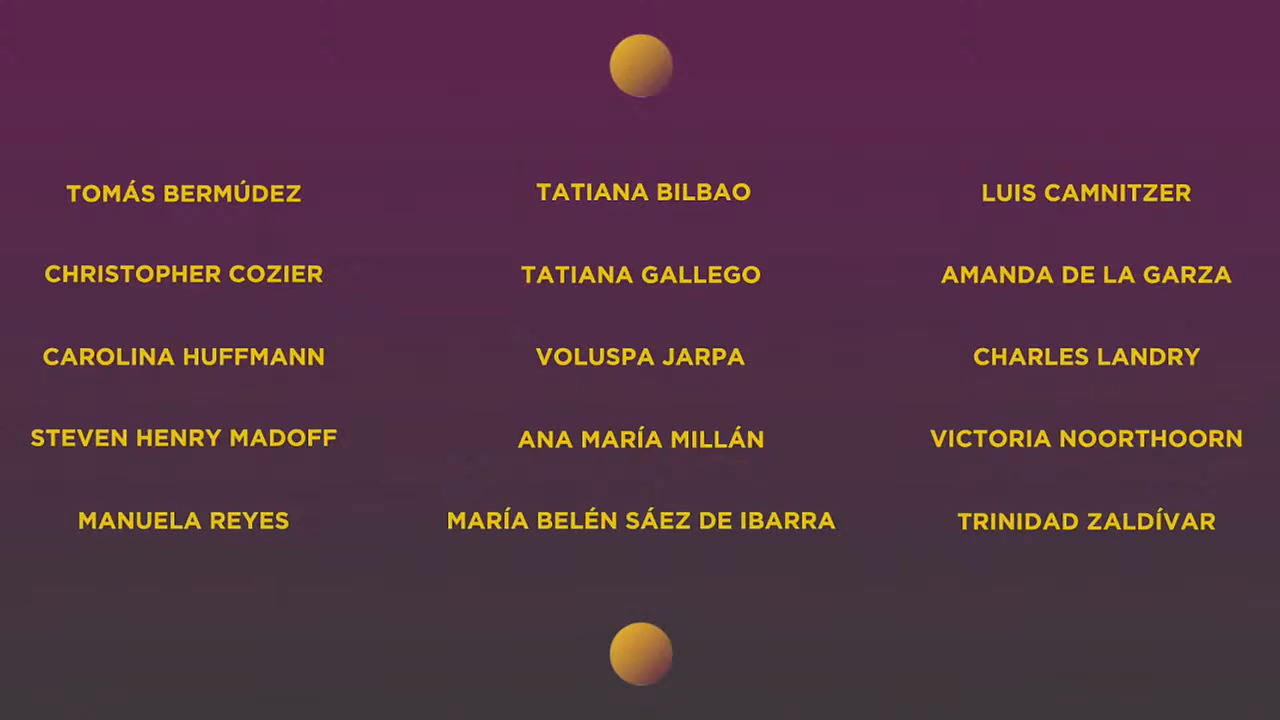 TOMÁS BERMÚDEZ
TATIANA BILBAO
LUIS CAMNITZER
CHRISTOPHER COZIER
TATIANA GALLEGO
AMANDA DE LA GARZA
CAROLINA HUFFMANN
VOLUSPA JARPA
CHARLES LANDRY
STEVEN HENRY MADOFF
ANA MARÍA MILLÁN
VICTORIA NOORTHOORN
MANUELA REYES
MARÍA BELÉN SÁEZ DE IBARRA
TRINIDAD ZALDÍVAR